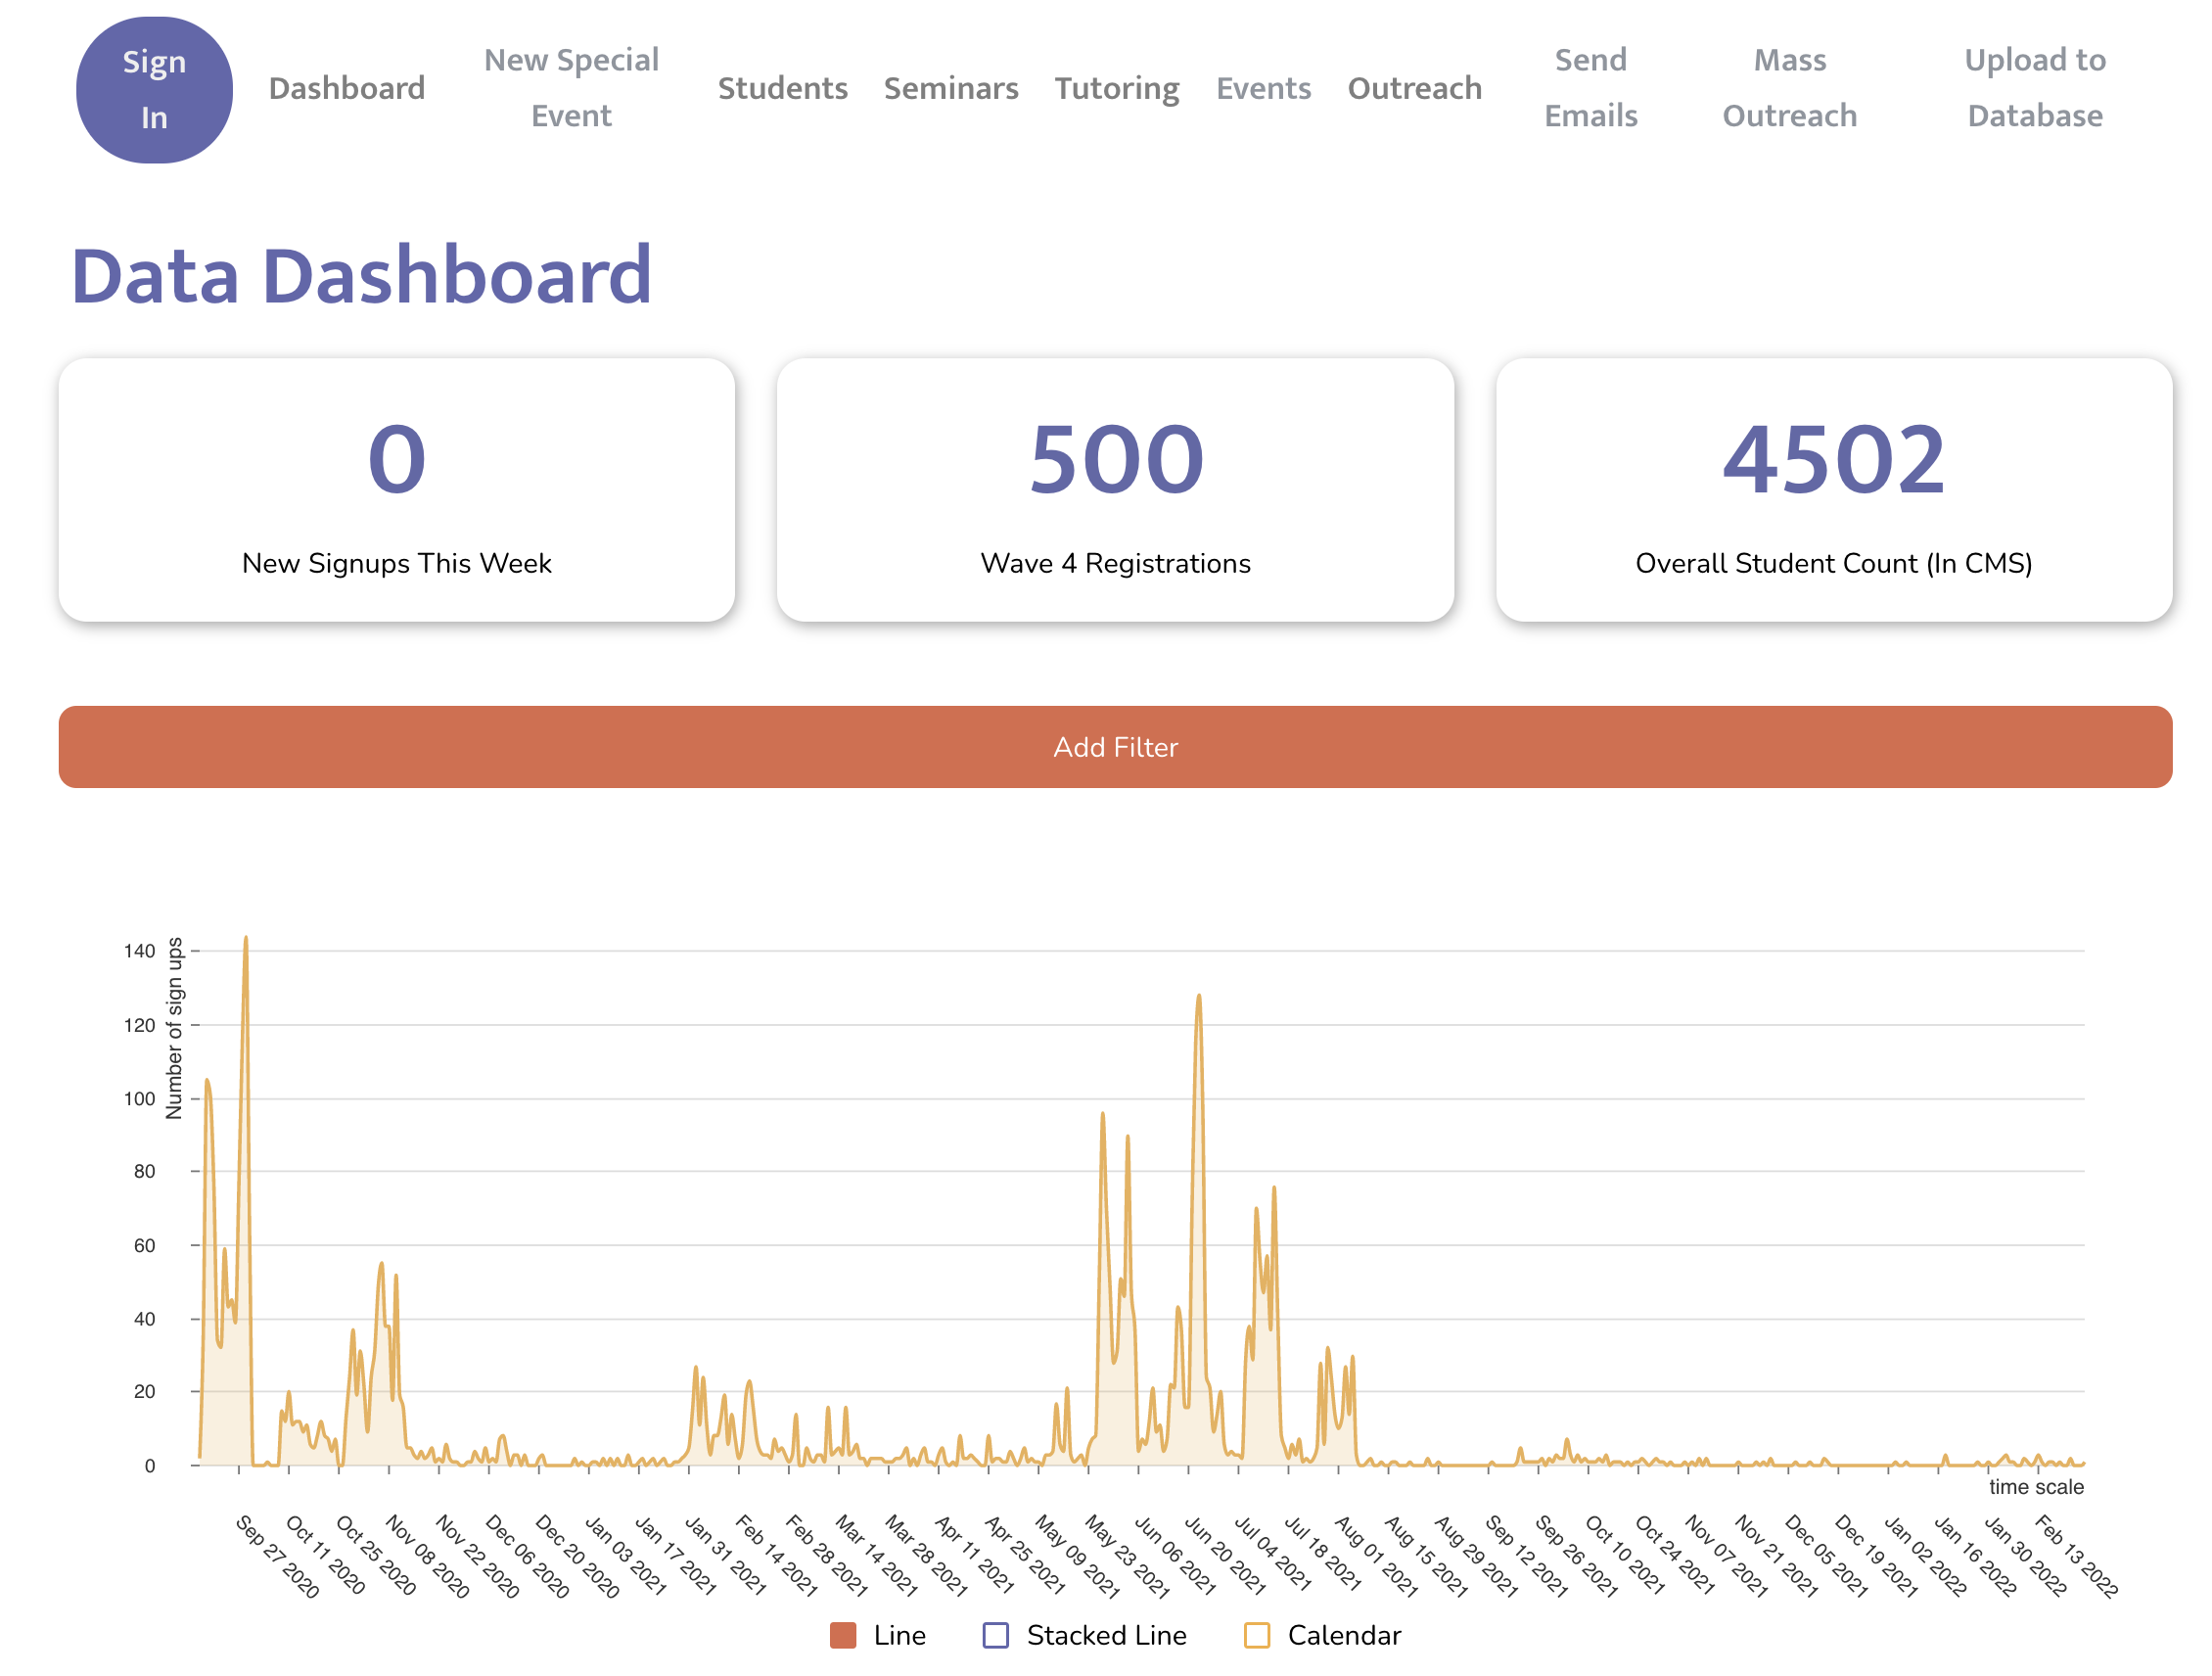 Sign
In
Dashboard
New Special
Event
Students
Seminars
Tutoring
Events
Outreach
Send
Emails
Mass
Outreach
Upload to
Database
Data Dashboard
0
New Signups This Week
500
Wave 4 Registrations
4502
Overall Student Count (In CMS)
Add Filter
Number of sign ups
140
120
100
80
60
40
20
0
time scale
Sep 27 2020
Oct 11 2020
Oct 25 2020
Nov 08 2020
Nov 22 2020
Dec 06 2020
Dec 20 2020
Jan 03 2021
Jan 17 2021
Jan 31 2021
Feb 14 2021
Feb 28 2021
Mar 14 2021
Mar 28 2021
Apr 11 2021
Apr 25 2021
May 09 2021
May 23 2021
Jun 06 2021
Jun 20 2021
Jul 04 2021
Jul 18 2021
Aug 01 2021
Aug 15 2021
Aug 29 2021
Sep 12 2021
Sep 26 2021
Oct 10 2021
Oct 24 2021
Nov 07 2021
Nov 21 2021
Dec 05 2021
Dec 19 2021
Jan 02 2022
Jan 16 2022
Jan 30 2022
Feb 13 2022
Line
Stacked Line
Calendar